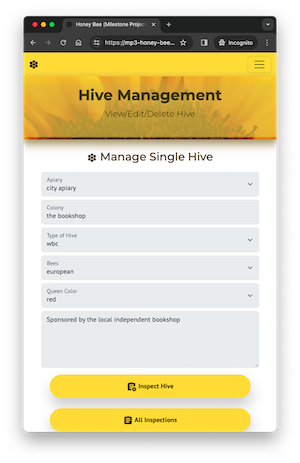 Honey Bee (Milestone Projec
https://mp3-honey-bee...
Incognito
Hive Management
View/Edit/Delete Hive
Manage Single Hive
Apiary
city apiary
Colony
the bookshop
Type of Hive
wbc
Bees
european
Queen Color
red
Sponsored by the local independent bookshop
Inspect Hive
All Inspections